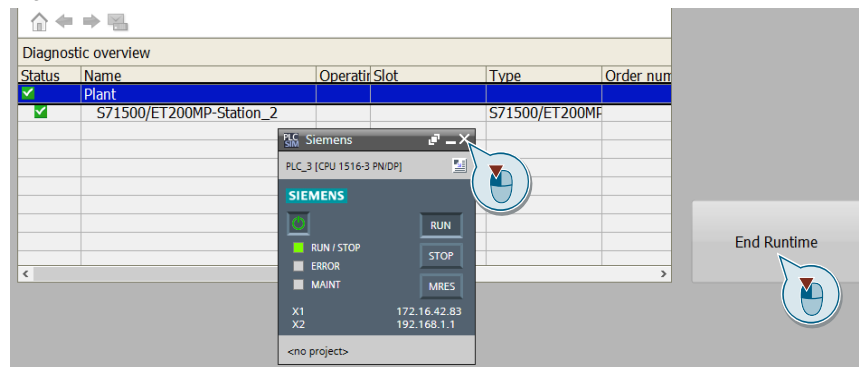 Diagnostic overview
Status Name Operatin Slot Type Order num
Plant
S71500/ET200MP-Station_2 S71500/ET200MP
PLC SIM Siemens
PLC_3 [CPU 1516-3 PN/DP]
SIEMENS
RUN
RUN / STOP
STOP
ERROR
MAINT MRES
X1 172.16.42.83
X2 192.168.1.1
<no project>
End Runtime